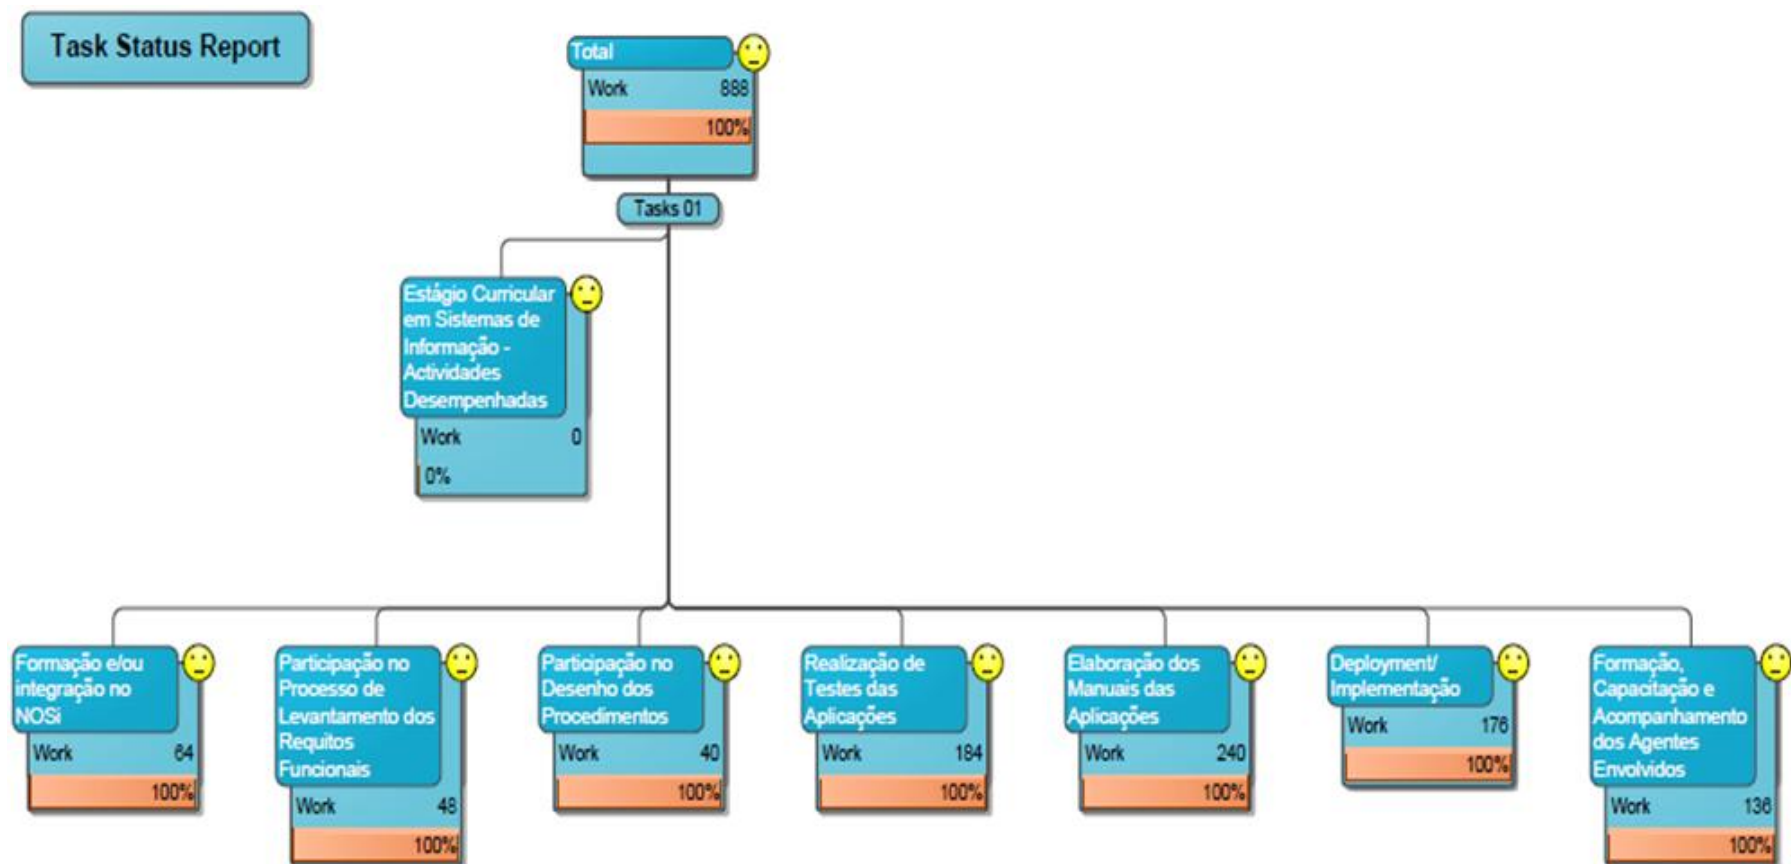 Task Status Report
Total
Work 888
100%
Tasks 01
Estágio Curricular
em Sistemas de
Informação -
Actividades
Desempenhadas
Work 0
0%
Formação e/ou
integração no
NOSi
Work 64
100%
Participação no
Processo de
Levantamento dos
Requitos
Funcionais
Work 48
100%
Participação no
Desenho dos
Procedimentos
Work 40
100%
Realização de
Testes das
Aplicações
Work 184
100%
Elaboração dos
Manuais das
Aplicações
Work 240
100%
Deployment/
Implementação
Work 176
100%
Formação,
Capacitação e
Acompanhamento
dos Agentes
Envolvidos
Work 136
100%